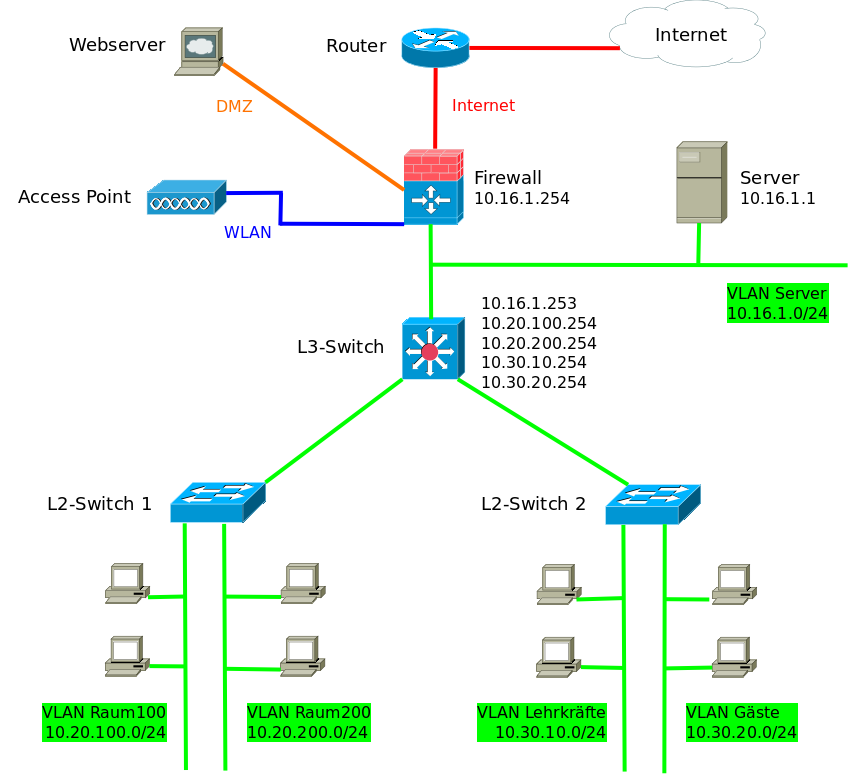 Webserver
Router
Internet
DMZ
Internet
Firewall
10.16.1.254
Server
10.16.1.1
Access Point
WLAN
VLAN Server
10.16.1.0/24
L3-Switch
10.16.1.253
10.20.100.254
10.20.200.254
10.30.10.254
10.30.20.254
L2-Switch 1
L2-Switch 2
VLAN Raum100
10.20.100.0/24
VLAN Raum200
10.20.200.0/24
VLAN Lehrkräfte
10.30.10.0/24
VLAN Gäste
10.30.20.0/24